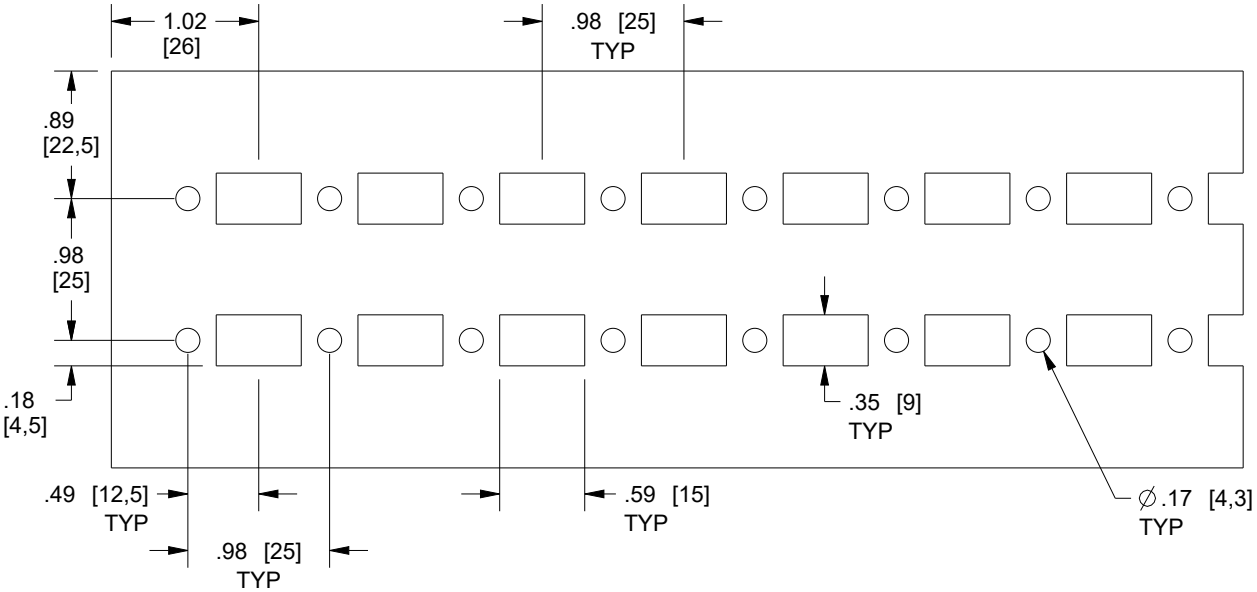 1.02
[26]
.98 [25]
TYP
.89
[22,5]
.98
[25]
.18
[4,5]
.35 [9]
TYP
.49 [12,5]
TYP
.59 [15]
TYP
∅.17 [4,3]
TYP
.98 [25]
TYP